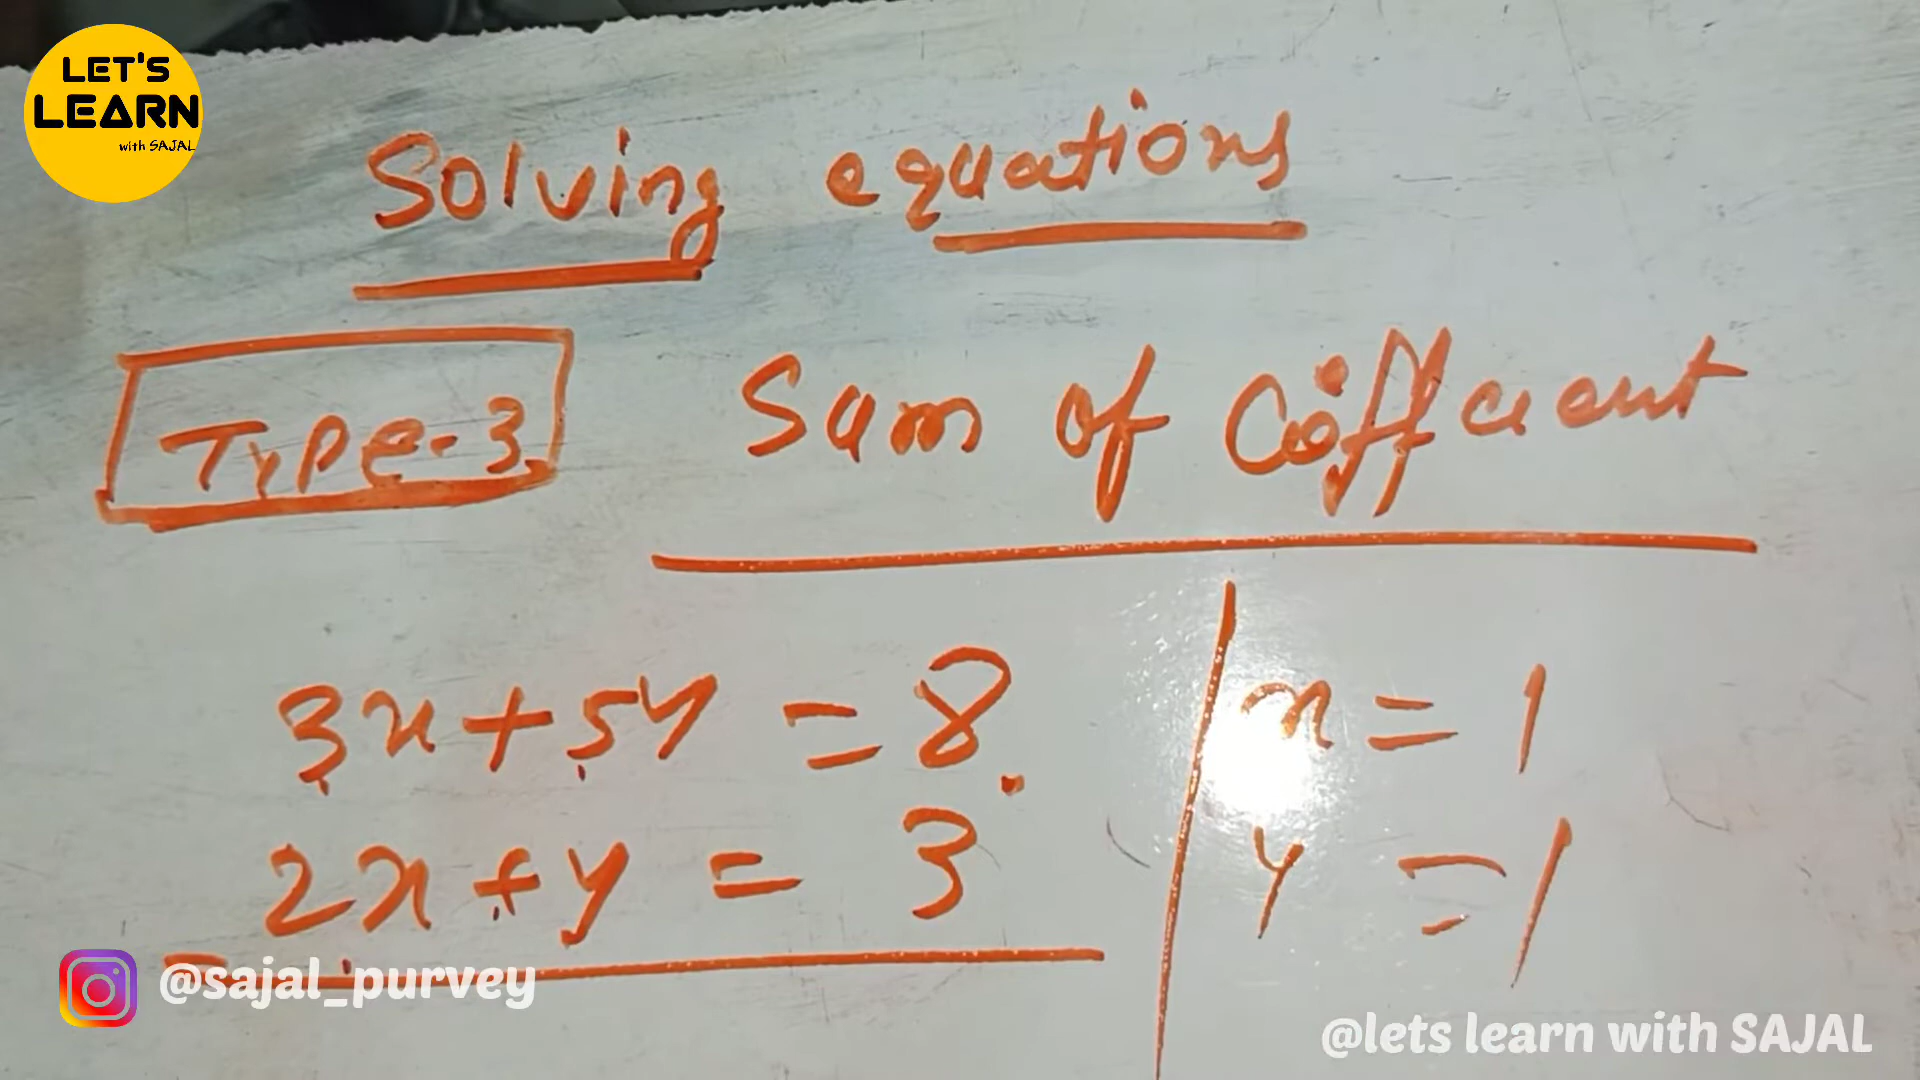 LET'S
LEARN
with SAJAL
Solving equations
Type-3
Sum of Coefficient
3x+5y = 8
x = 1
2x+y = 3
y = 1
@sajal_purvey
@lets learn with SAJAL